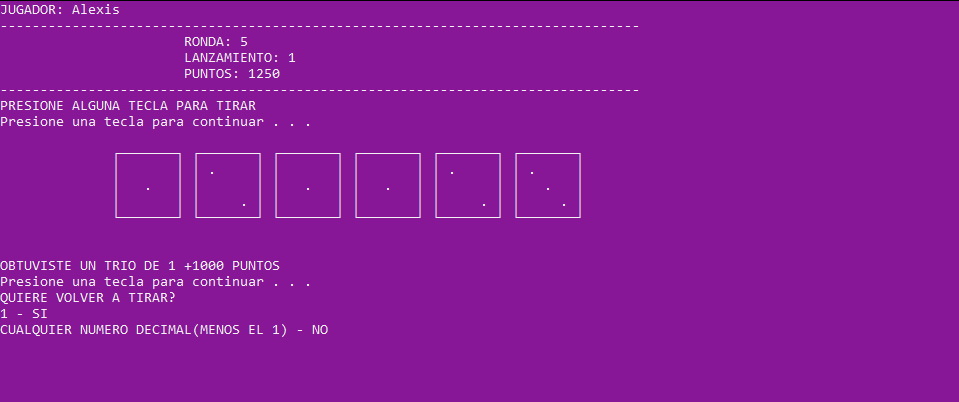 JUGADOR: Alexis
--------------------------------------------------------------------------------
RONDA: 5
LANZAMIENTO: 1
PUNTOS: 1250
--------------------------------------------------------------------------------
PRESIONE ALGUNA TECLA PARA TIRAR
Presione una tecla para continuar . . .
OBTUVISTE UN TRIO DE 1 +1000 PUNTOS
Presione una tecla para continuar . . .
QUIERE VOLVER A TIRAR?
1 - SI
CUALQUIER NUMERO DECIMAL(MENOS EL 1) - NO